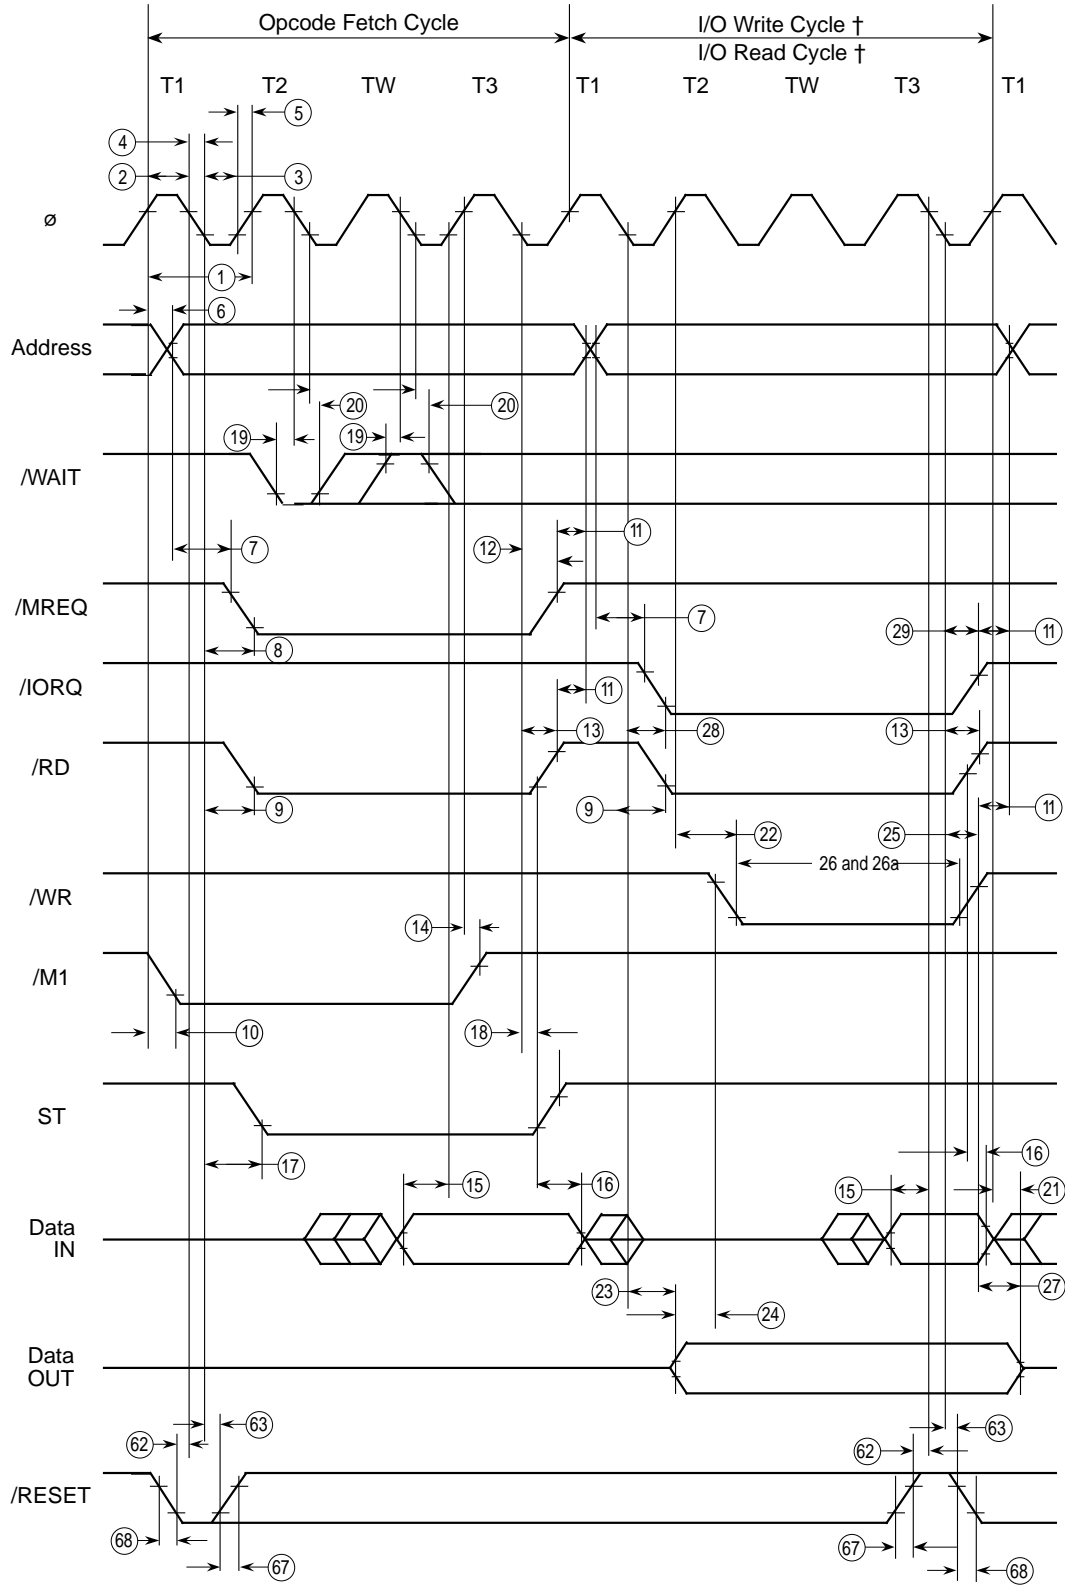 Opcode Fetch Cycle
I/O Write Cycle †
I/O Read Cycle †
T1 T2 TW T3 T1 T2 TW T3 T1
5
4
2 3
ø
1
6
Address
20 20
19 19
/WAIT
11
7 12
/MREQ
7 29 11
8
/IORQ
11
13 28 13
/RD
9 9 11
22 25
26 and 26a
/WR
14
/M1
10 18
ST
16
17 15 16 15 21
Data
IN
23 27
24
Data
OUT
63 63
62 62
/RESET
68 67
67 68